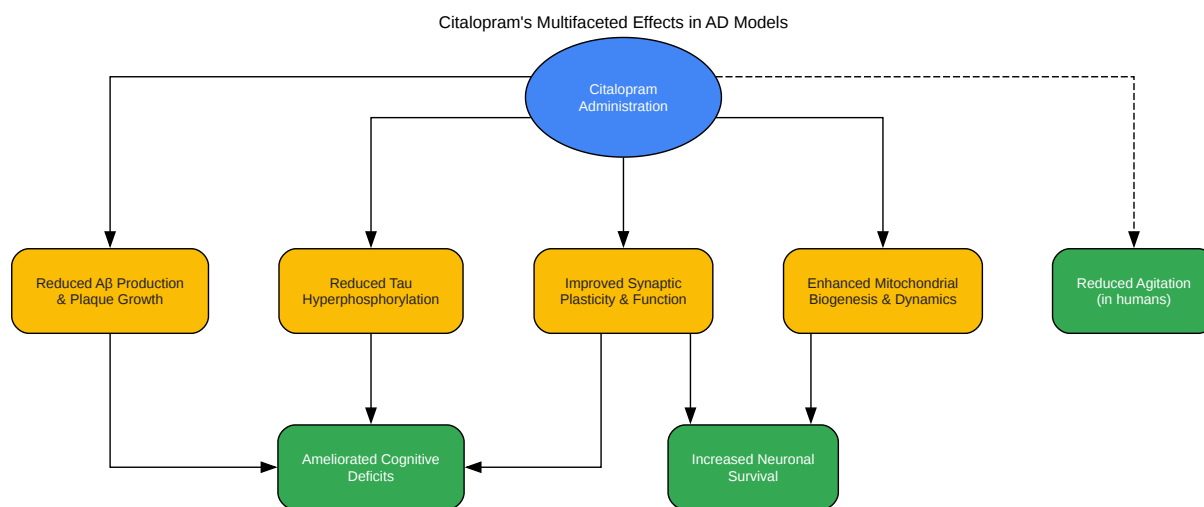 Citalopram's Multifaceted Effects in AD Models
Citalopram
Administration
Reduced Aβ Production
& Plaque Growth
Reduced Tau
Hyperphosphorylation
Improved Synaptic
Plasticity & Function
Enhanced Mitochondrial
Biogenesis & Dynamics
Reduced Agitation
(in humans)
Ameliorated Cognitive
Deficits
Increased Neuronal
Survival